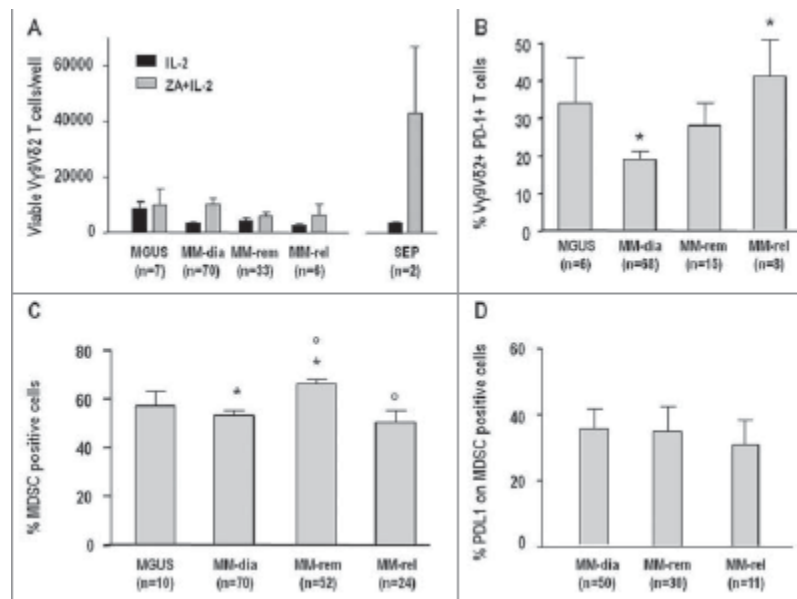 A
Viable Vγ9Vδ2 T cells/well
60000
40000
20000
0
IL-2
ZA+IL-2
MGUS MM-dia MM-rem MM-rel SEP
(n=7) (n=70) (n=33) (n=6) (n=2)
B
% Vγ9Vδ2+ PD-1+ T cells
60
50
40
30
20
10
0
*
*
MGUS MM-dia MM-rem MM-rel
(n=6) (n=68) (n=15) (n=8)
C
% MDSC positive cells
80
60
40
20
0
*
°
*
°
MGUS MM-dia MM-rem MM-rel
(n=10) (n=70) (n=52) (n=24)
D
% PDL1 on MDSC positive cells
60
40
20
0
MM-dia MM-rem MM-rel
(n=50) (n=30) (n=11)